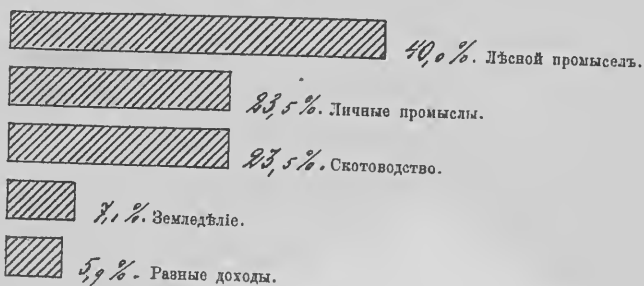 40,0%. Лѣсной промыселъ.
23,5%. Личные промыслы.
23,5%. Скотоводство.
7,1%. Земледѣліе.
5,9%. Разные доходы.